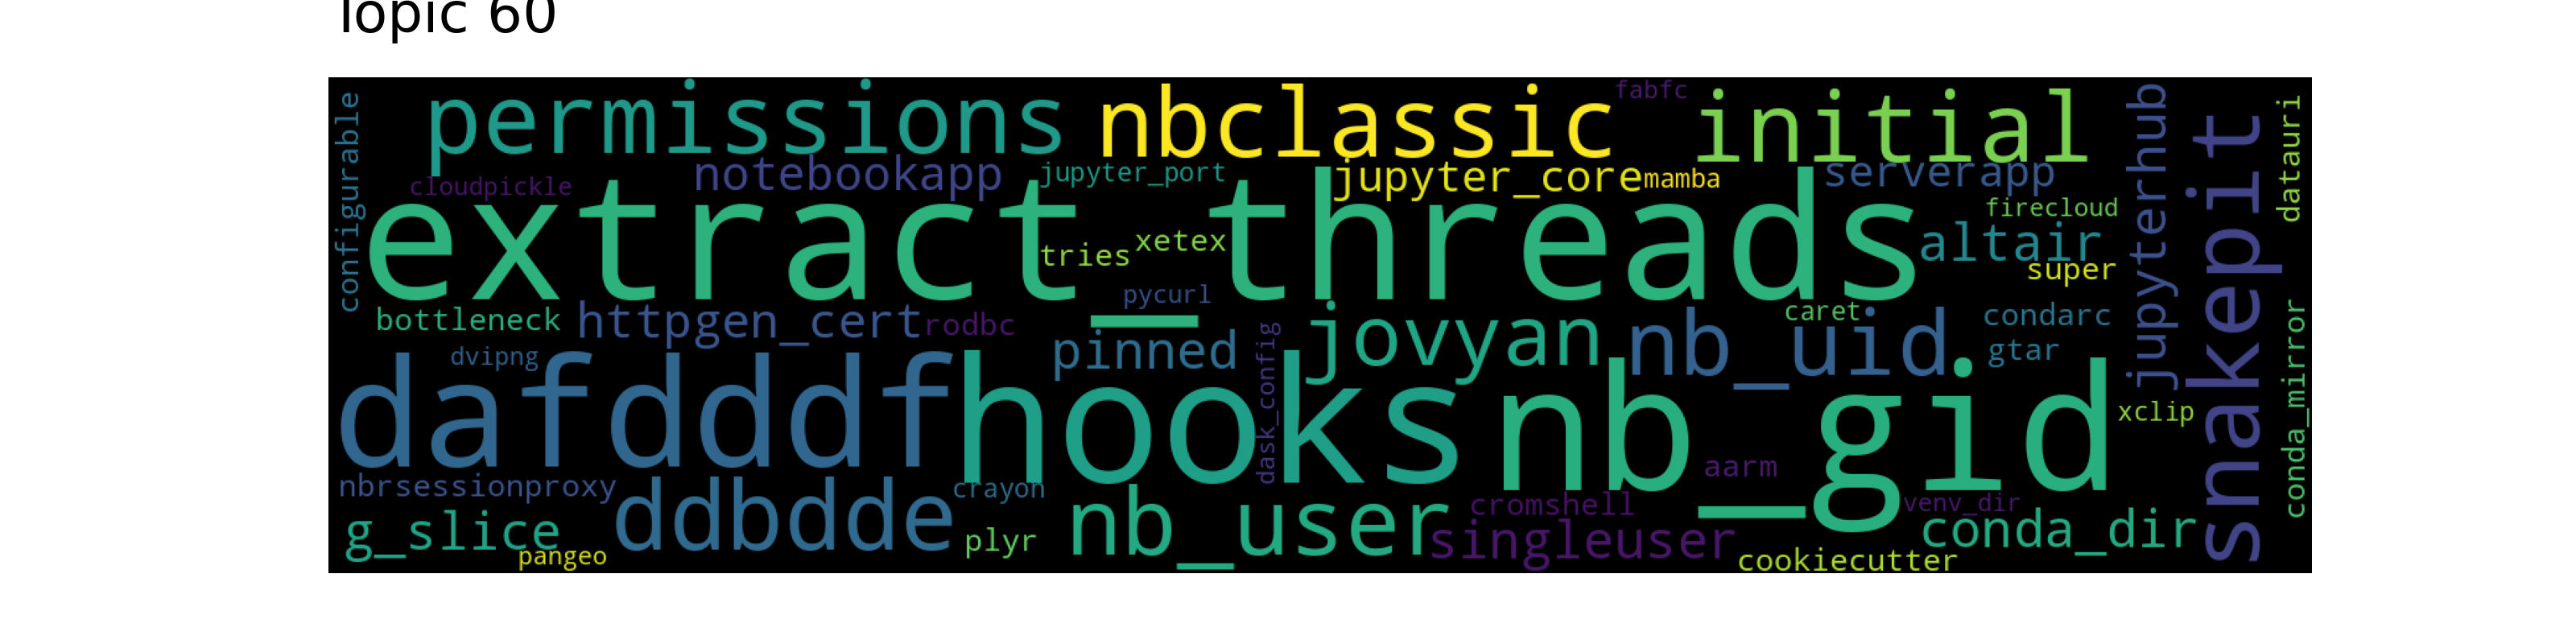 Topic 60
configurable
permissions
nbclassic
fabfc
initial
jupyterhub
snakepit
datauri
cloudpickle
notebookapp
jupyter_port
jupyter_core
mamba
serverapp
extract_threads
tries
xetex
firecloud
altair
super
pycurl
bottleneck
httpgen_cert
rodbc
pinned
dask_config
jovyan
nb_uid
caret
condarc
gtar
conda_mirror
dvipng
dafdddf
hooks
nb_gid
xclip
nbrsessionproxy
ddbdde
crayon
aarm
g_slice
pangeo
plyr
nb_user
cromshell
singleuser
venv_dir
conda_dir
cookiecutter